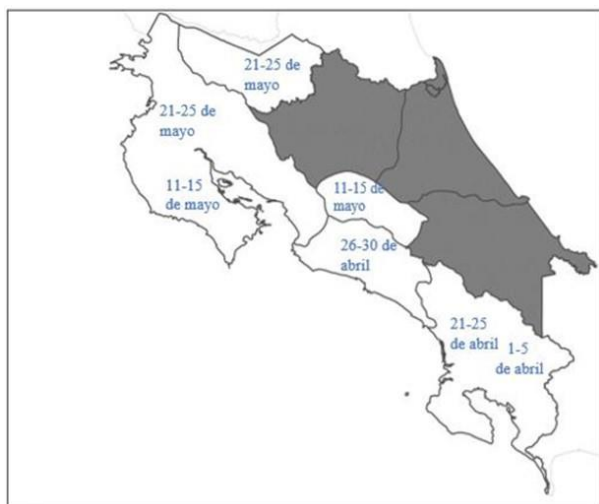 21-25 de
mayo
21-25 de
mayo
11-15
de mayo
11-15 de
mayo
26-30 de
abril
21-25
de abril
1-5
de abril